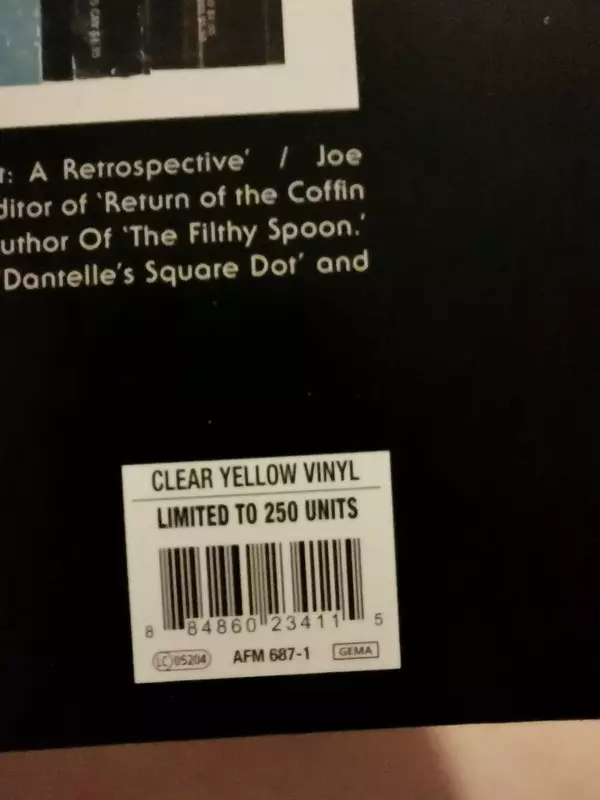 t: A Retrospective' / Joe
ditor of 'Return of the Coffin
uthor Of 'The Filthy Spoon.'
'Dantelle's Square Dot' and
CLEAR YELLOW VINYL
LIMITED TO 250 UNITS
8 84860 23411 5
LC 05204 AFM 687-1 GEMA